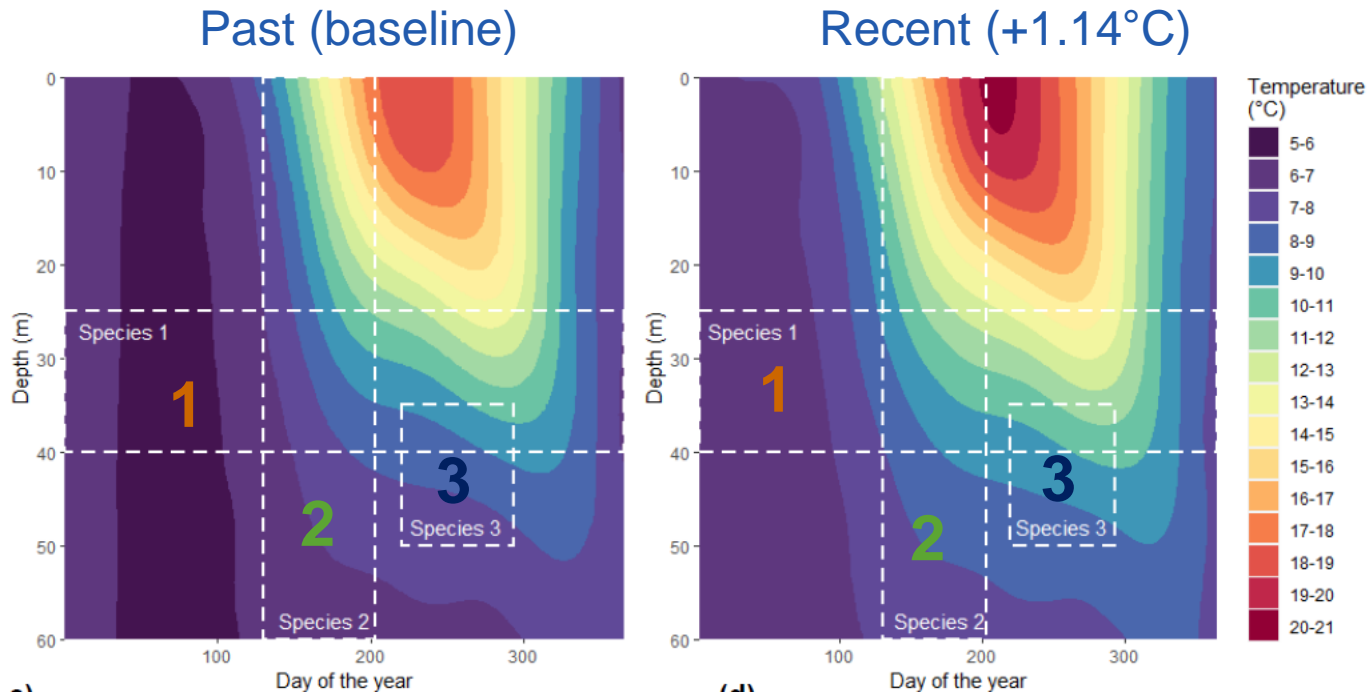 Past (baseline)
Recent (+1.14°C)
0
10
20
30
40
50
60
Depth (m)
Species 1
1
2
3
Species 3
Species 2
100
200
300
Day of the year
0
10
20
30
40
50
60
Depth (m)
Species 1
1
2
3
Species 3
Species 2
100
200
300
Day of the year
(d)
Temperature
(°C)
5-6
6-7
7-8
8-9
9-10
10-11
11-12
12-13
13-14
14-15
15-16
16-17
17-18
18-19
19-20
20-21